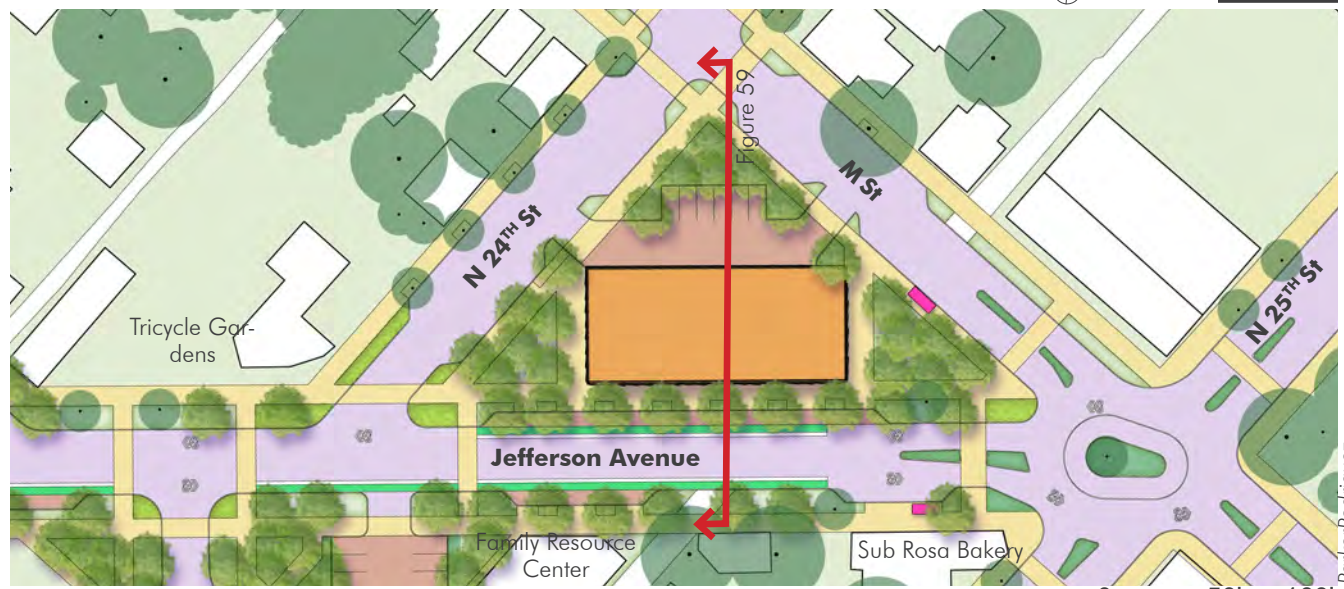 Figure 59
M St
N 24TH St
N 25TH St
Tricycle Gar-
dens
Jefferson Avenue
Family Resource
Center
Sub Rosa Bakery